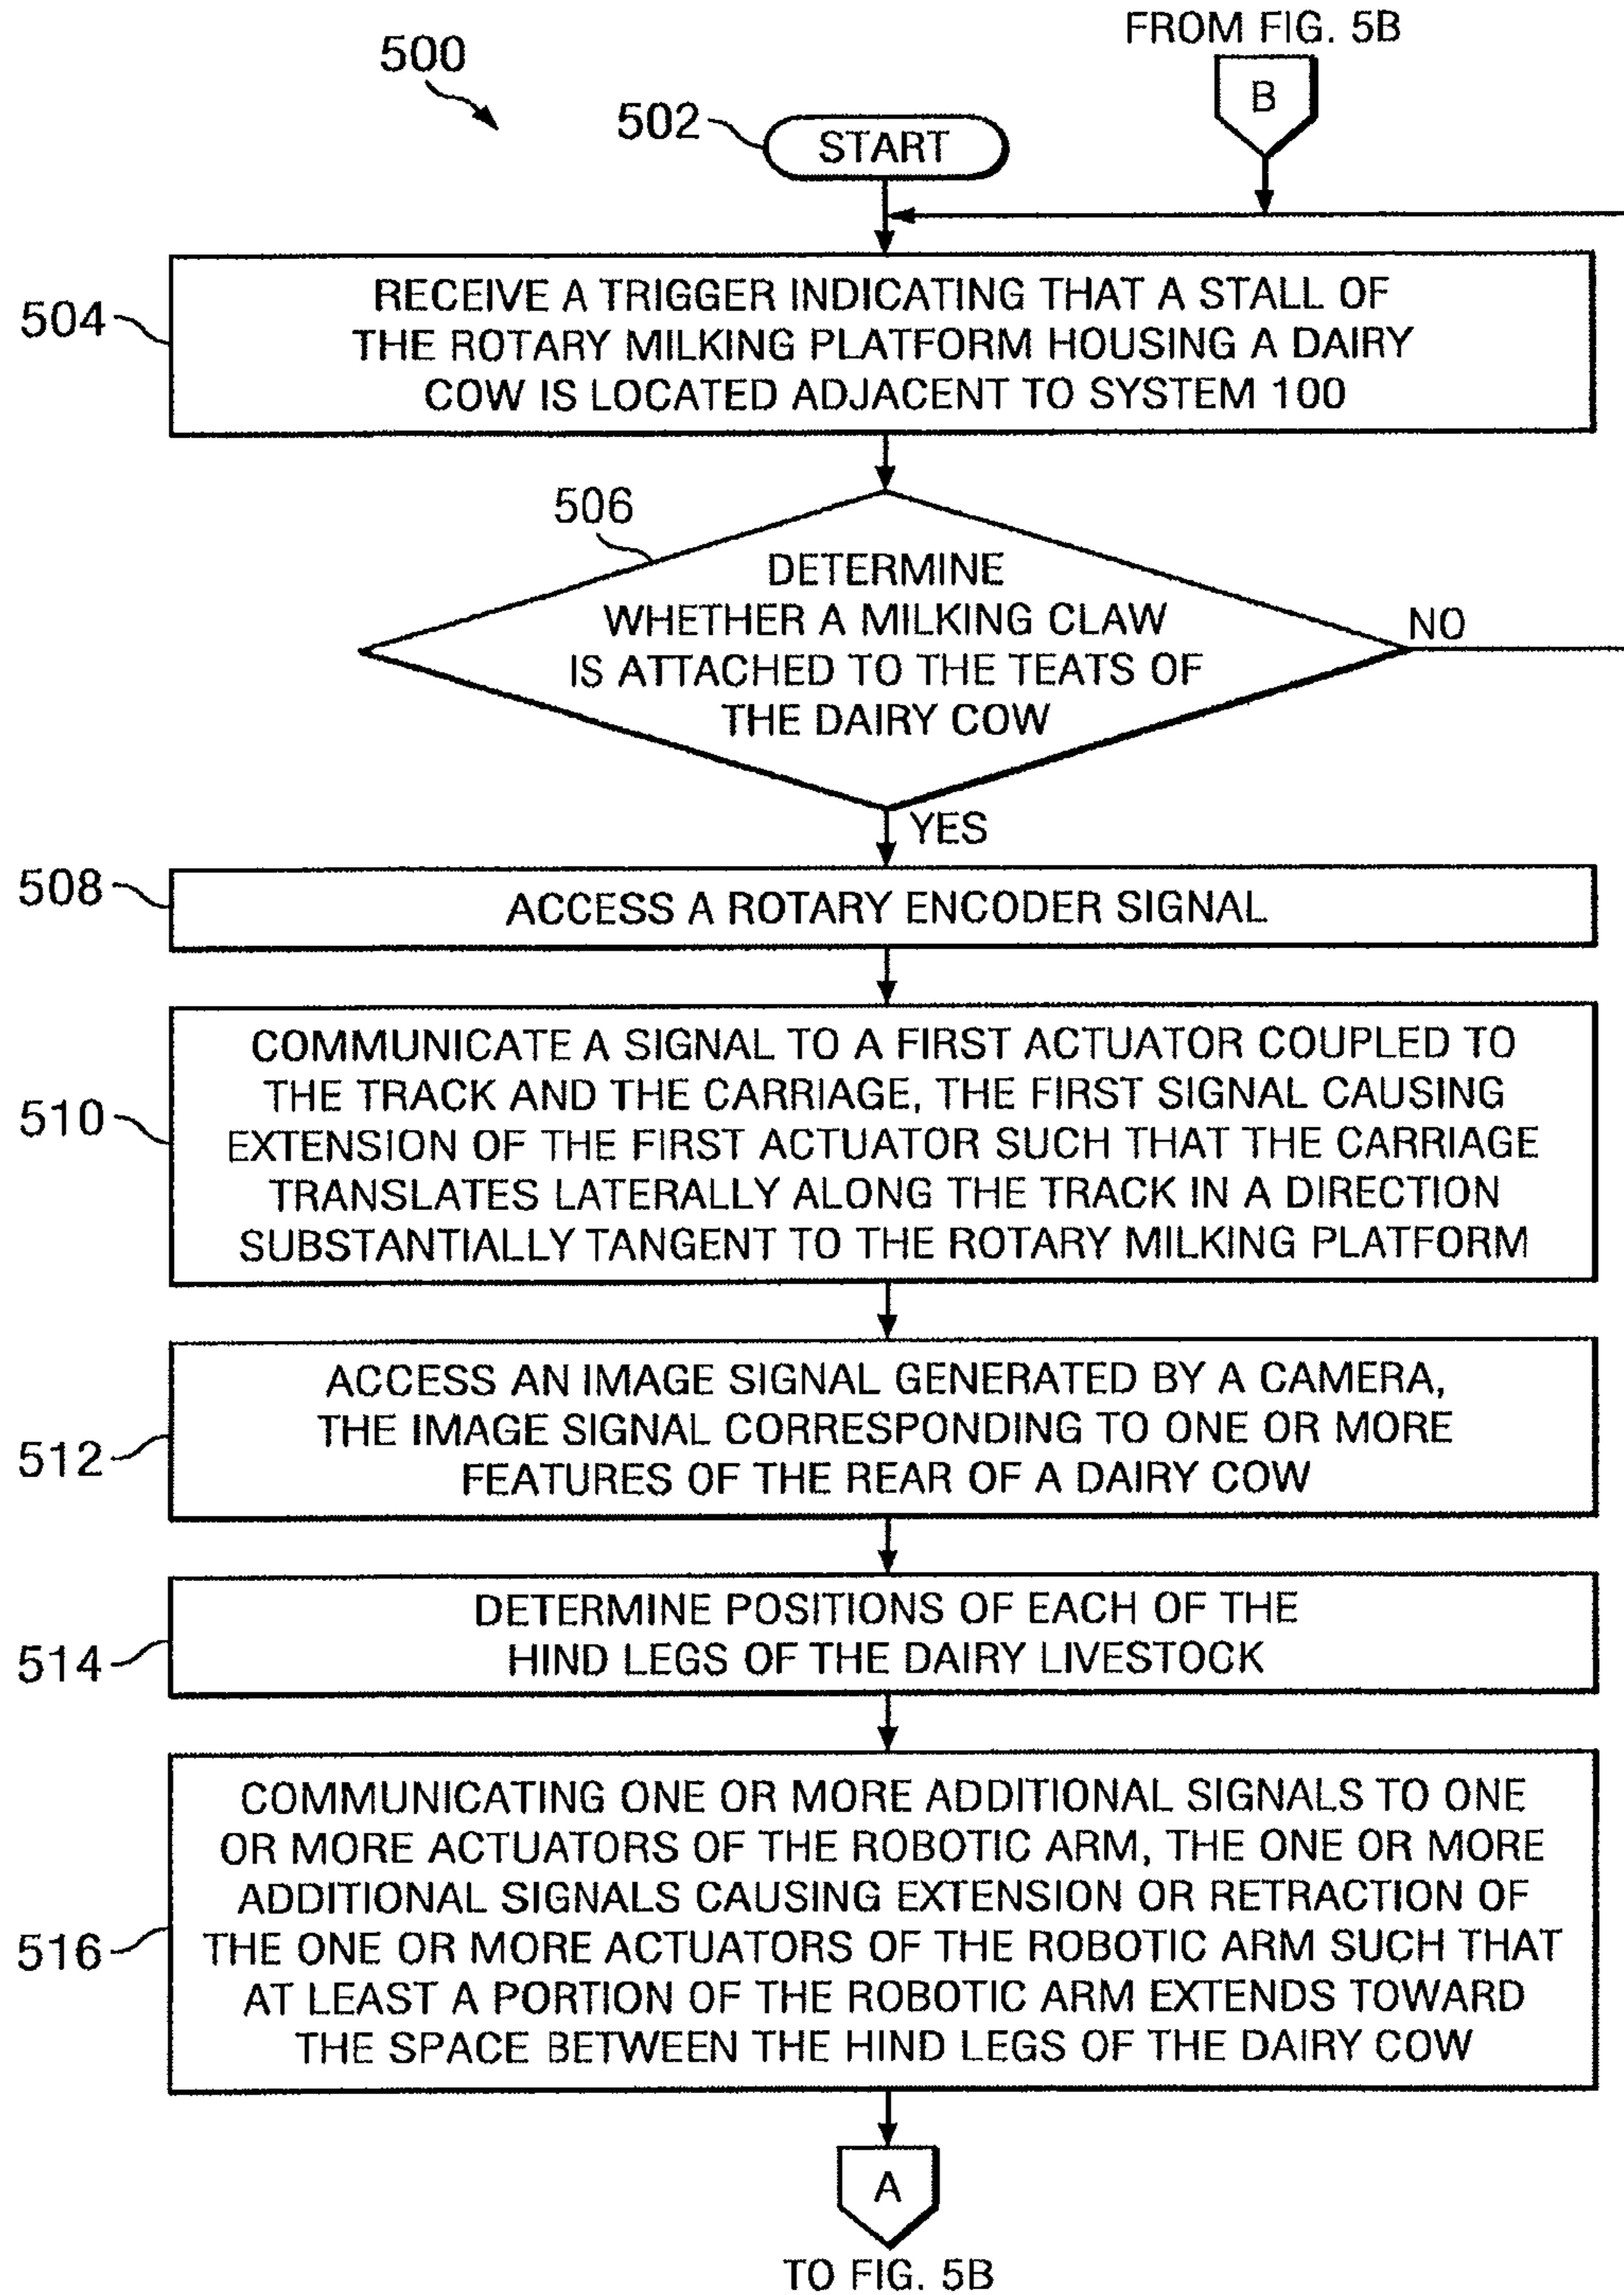 FROM FIG. 5B
B
500
502
START
504
RECEIVE A TRIGGER INDICATING THAT A STALL OF
THE ROTARY MILKING PLATFORM HOUSING A DAIRY
COW IS LOCATED ADJACENT TO SYSTEM 100
506
DETERMINE
WHETHER A MILKING CLAW
IS ATTACHED TO THE TEATS OF
THE DAIRY COW
NO
YES
508
ACCESS A ROTARY ENCODER SIGNAL
510
COMMUNICATE A SIGNAL TO A FIRST ACTUATOR COUPLED TO
THE TRACK AND THE CARRIAGE, THE FIRST SIGNAL CAUSING
EXTENSION OF THE FIRST ACTUATOR SUCH THAT THE CARRIAGE
TRANSLATES LATERALLY ALONG THE TRACK IN A DIRECTION
SUBSTANTIALLY TANGENT TO THE ROTARY MILKING PLATFORM
512
ACCESS AN IMAGE SIGNAL GENERATED BY A CAMERA,
THE IMAGE SIGNAL CORRESPONDING TO ONE OR MORE
FEATURES OF THE REAR OF A DAIRY COW
514
DETERMINE POSITIONS OF EACH OF THE
HIND LEGS OF THE DAIRY LIVESTOCK
516
COMMUNICATING ONE OR MORE ADDITIONAL SIGNALS TO ONE
OR MORE ACTUATORS OF THE ROBOTIC ARM, THE ONE OR MORE
ADDITIONAL SIGNALS CAUSING EXTENSION OR RETRACTION OF
THE ONE OR MORE ACTUATORS OF THE ROBOTIC ARM SUCH THAT
AT LEAST A PORTION OF THE ROBOTIC ARM EXTENDS TOWARD
THE SPACE BETWEEN THE HIND LEGS OF THE DAIRY COW
A
TO FIG. 5B